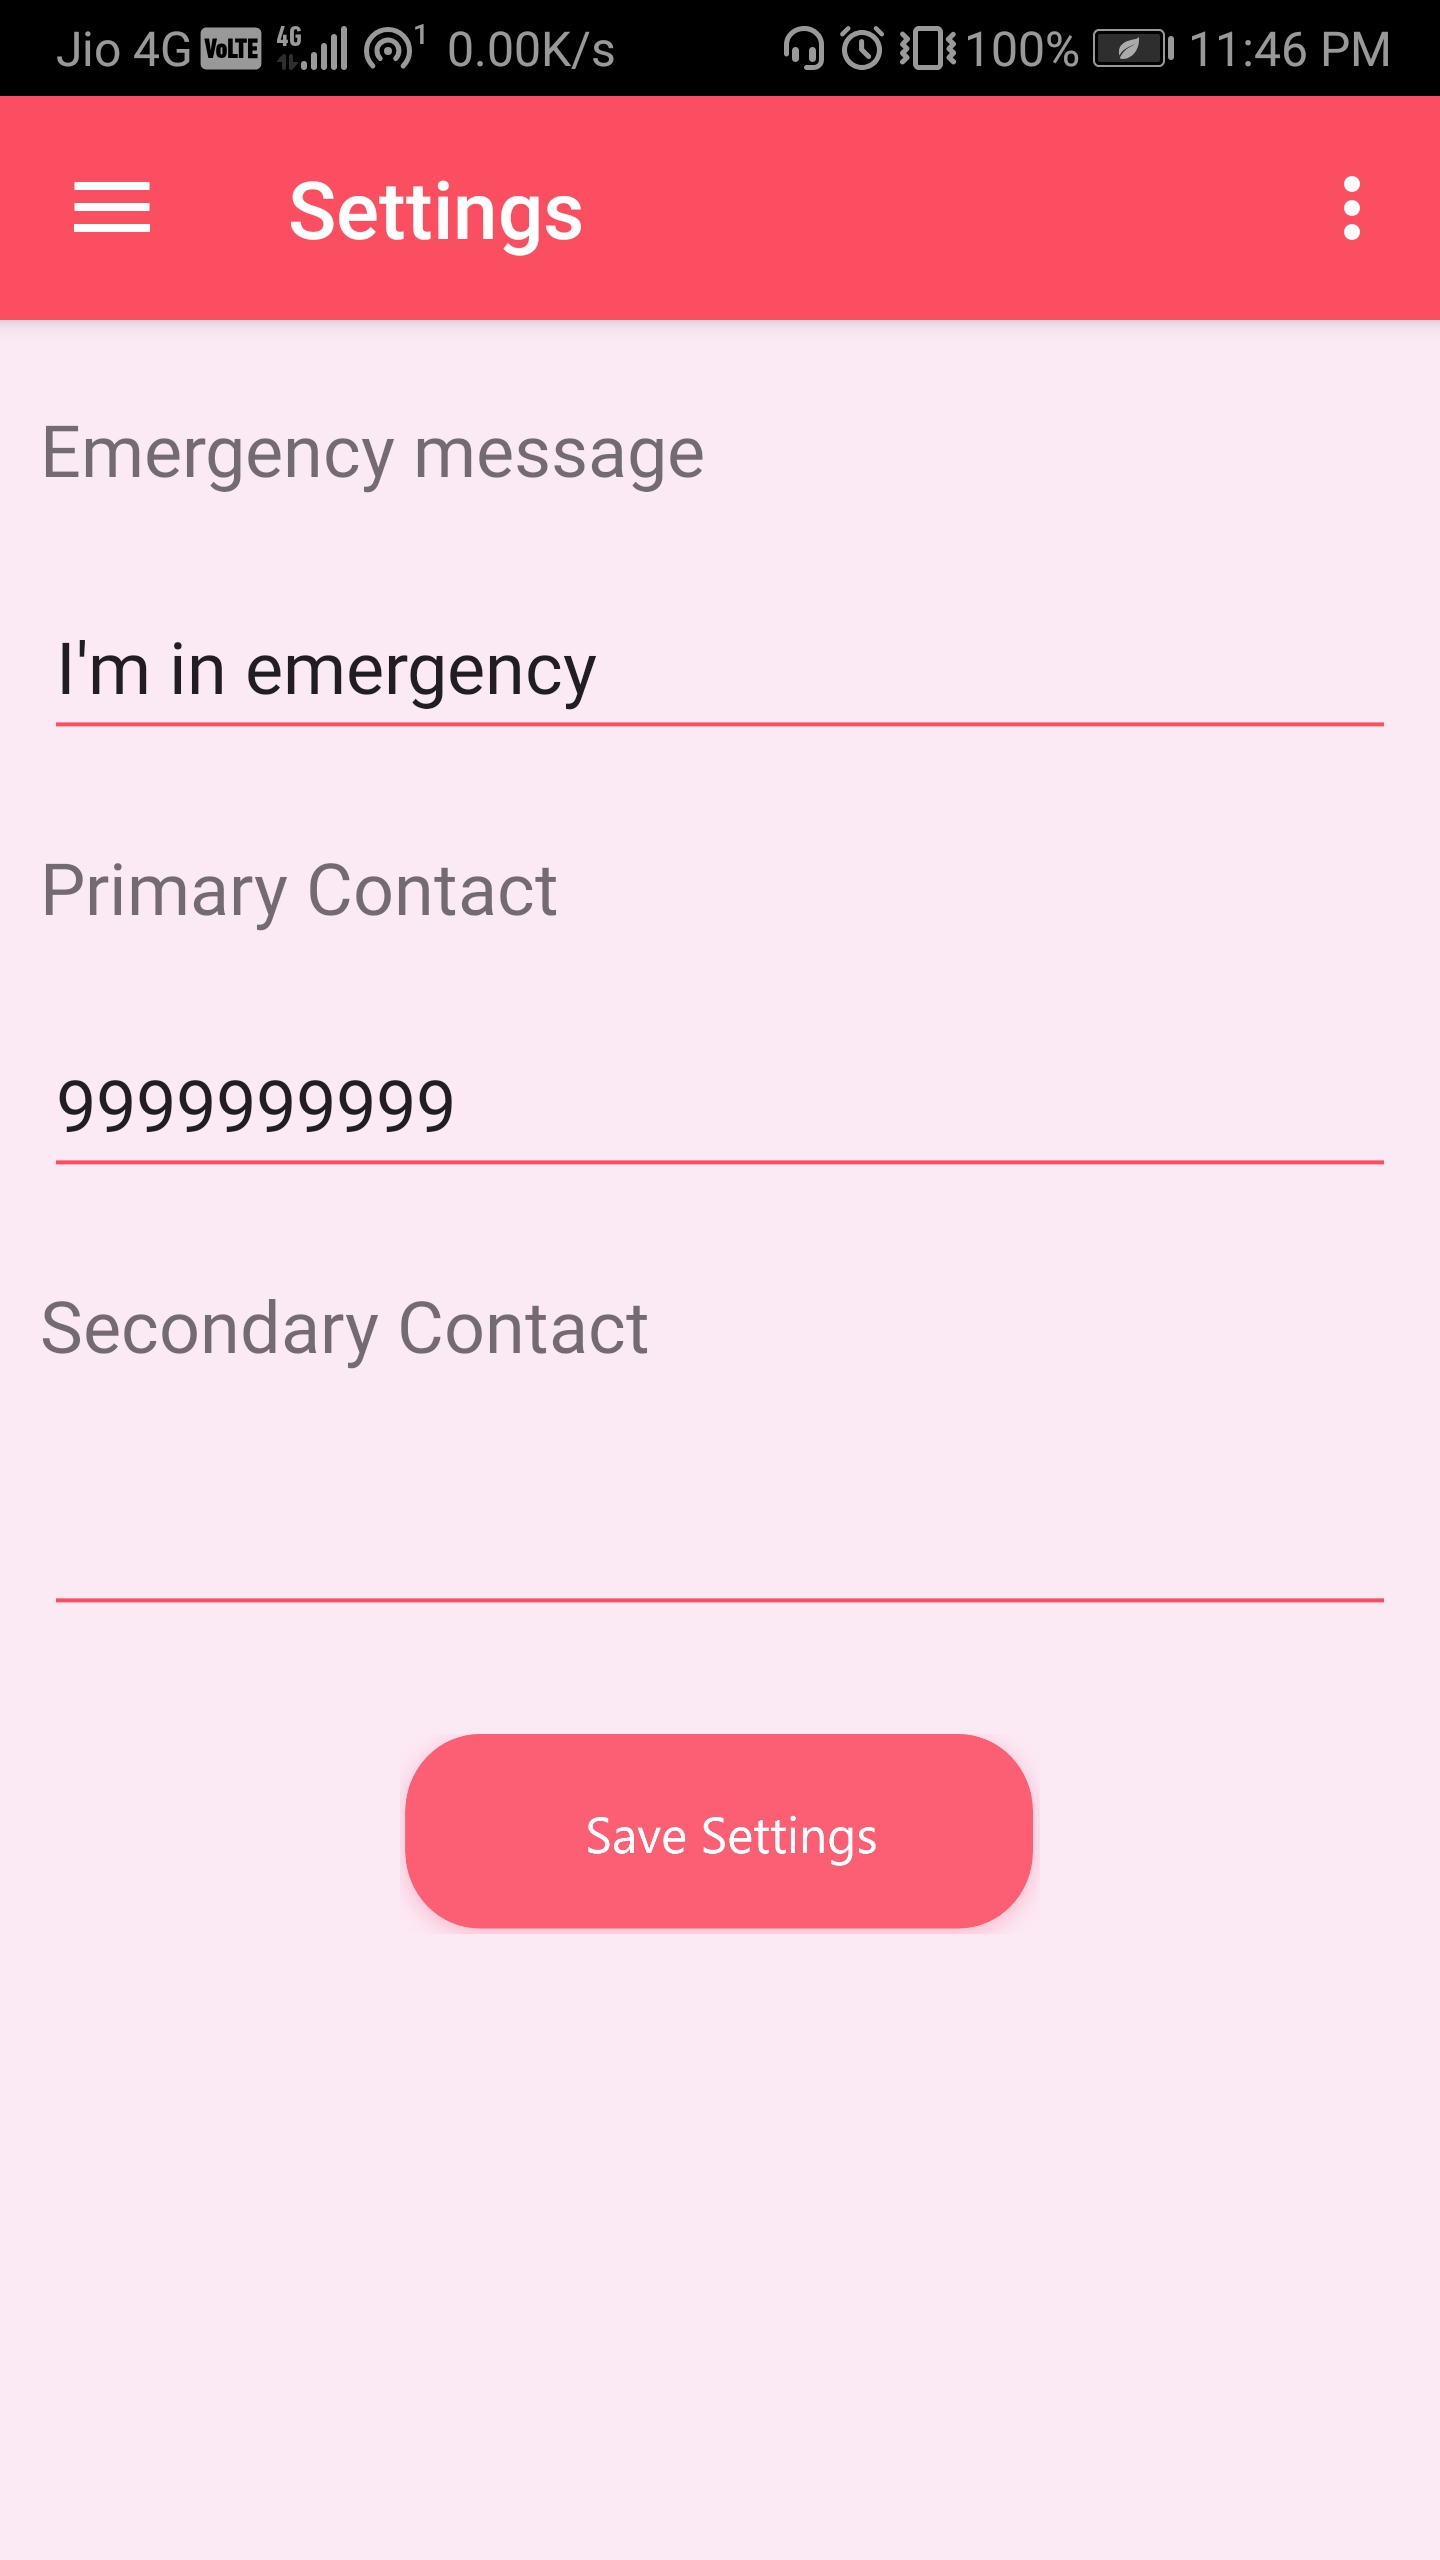 Jio 4G VoLTE 4G 1 0.00K/s 100% 11:46 PM
Settings
Emergency message
I'm in emergency
Primary Contact
9999999999
Secondary Contact
Save Settings